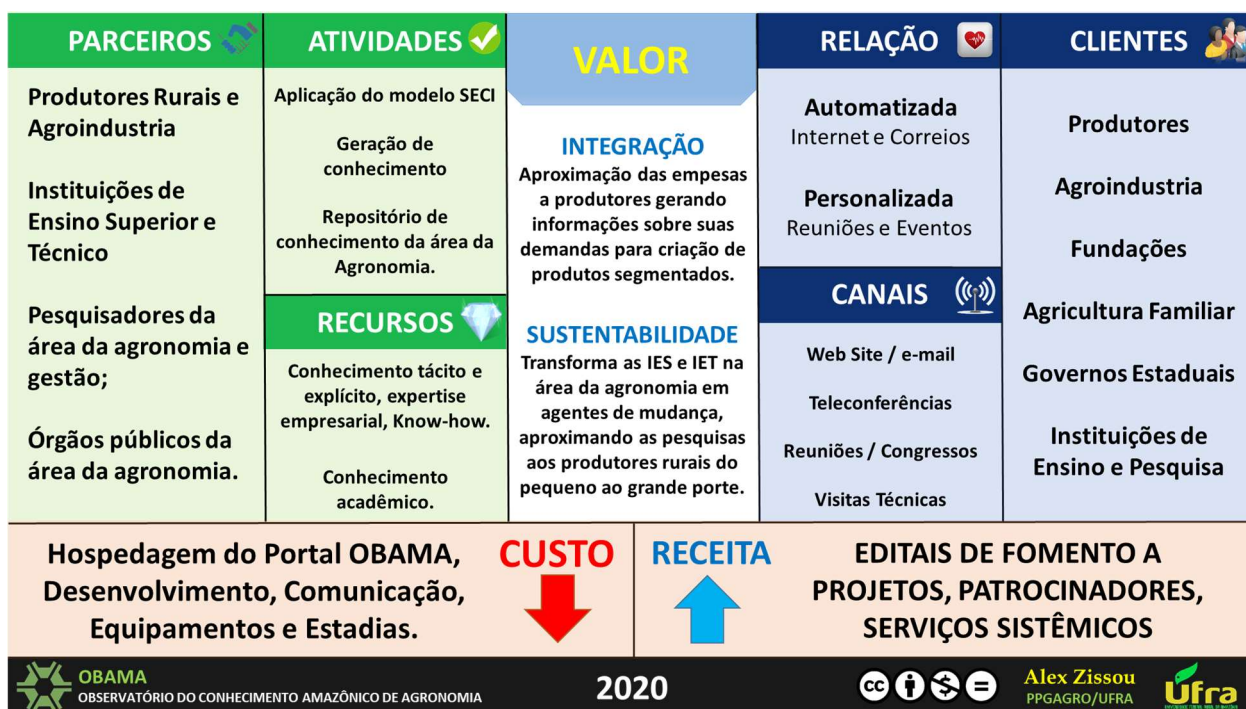 PARCEIROS
Produtores Rurais e
Agroindustria
Instituições de
Ensino Superior e
Técnico
Pesquisadores da
área da agronomia e
gestão;
Órgãos públicos da
área da agronomia.
ATIVIDADES
Aplicação do modelo SECI
Geração de
conhecimento
Repositório de
conhecimento da área da
Agronomia.
RECURSOS
Conhecimento tácito e
explícito, expertise
empresarial, Know-how.
Conhecimento
acadêmico.
VALOR
INTEGRAÇÃO
Aproximação das empesas
a produtores gerando
informações sobre suas
demandas para criação de
produtos segmentados.
SUSTENTABILIDADE
Transforma as IES e IET na
área da agronomia em
agentes de mudança,
aproximando as pesquisas
aos produtores rurais do
pequeno ao grande porte.
RELAÇÃO
Automatizada
Internet e Correios
Personalizada
Reuniões e Eventos
CANAIS
Web Site / e-mail
Teleconferências
Reuniões / Congressos
Visitas Técnicas
CLIENTES
Produtores
Agroindustria
Fundações
Agricultura Familiar
Governos Estaduais
Instituições de
Ensino e Pesquisa
Hospedagem do Portal OBAMA,
Desenvolvimento, Comunicação,
Equipamentos e Estadias.
CUSTO
RECEITA
EDITAIS DE FOMENTO A
PROJETOS, PATROCINADORES,
SERVIÇOS SISTÊMICOS
OBAMA
OBSERVATÓRIO DO CONHECIMENTO AMAZÔNICO DE AGRONOMIA
2020
cc
Alex Zissou
PPGAGRO/UFRA
Ufra